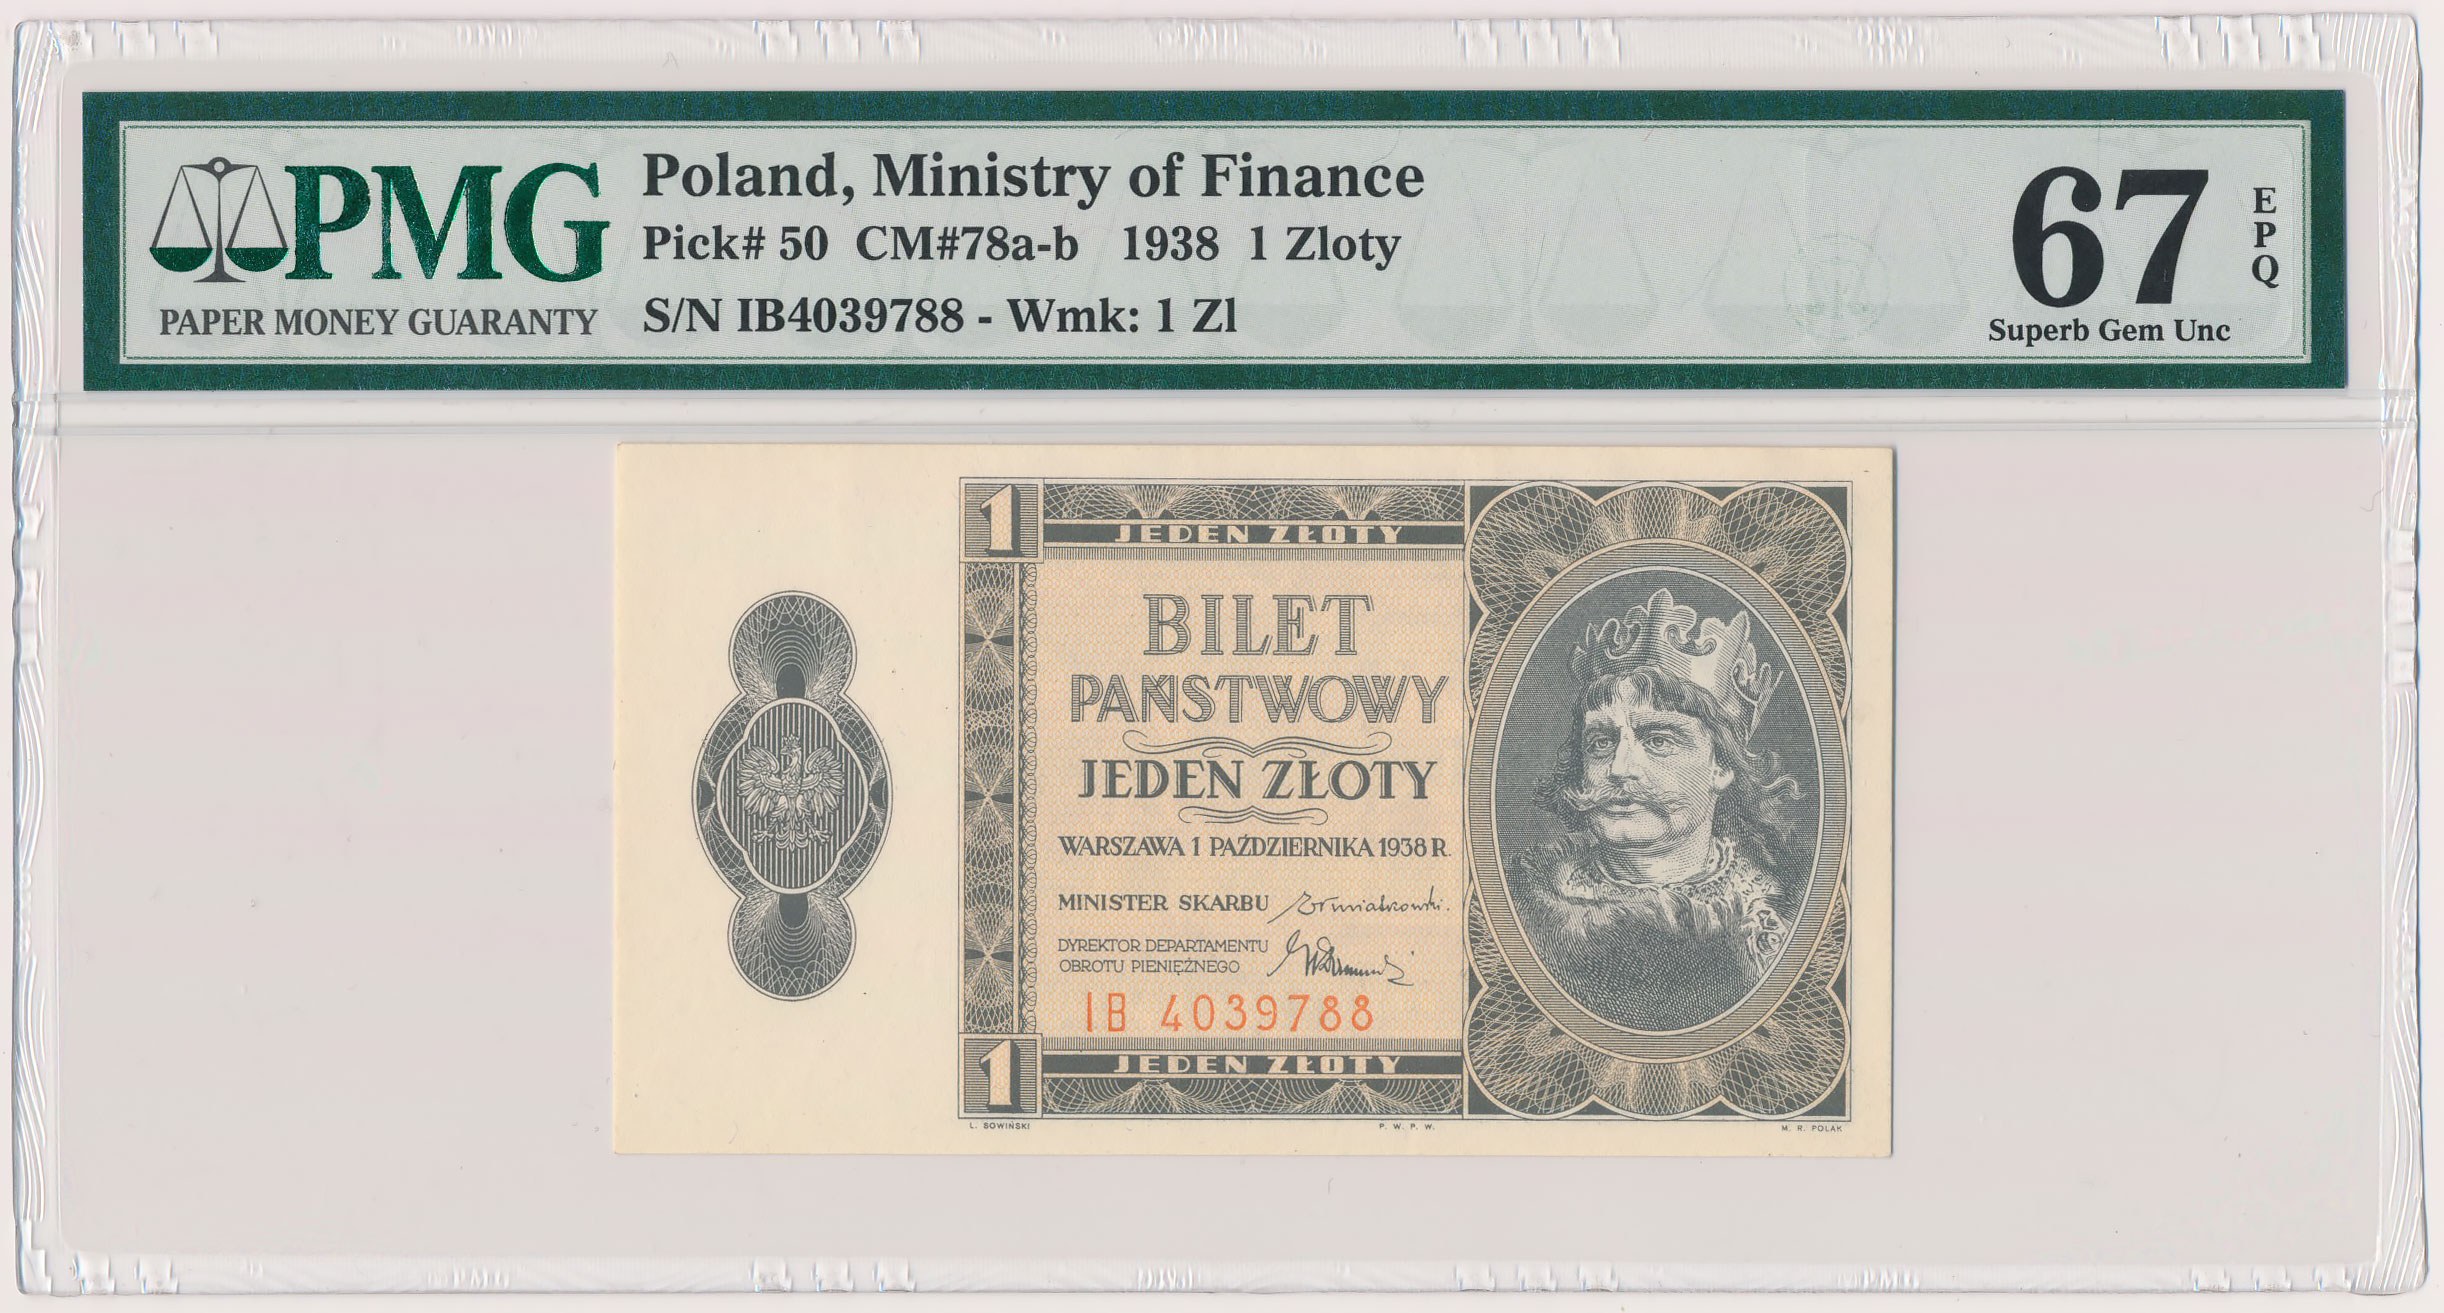 PMG
PAPER MONEY GUARANTY
Poland, Ministry of Finance
Pick# 50 CM#78a-b 1938 1 Zloty
S/N IB4039788 - Wmk: 1 Zl
67
EPQ
Superb Gem Unc
1
JEDEN ZŁOTY
BILET
PAŃSTWOWY
JEDEN ZŁOTY
WARSZAWA 1 PAŹDZIERNIKA 1938 R.
MINISTER SKARBU
DYREKTOR DEPARTAMENTU
OBROTU PIENIĘŻNEGO
IB 4039788
1
JEDEN ZŁOTY
L. SOWIŃSKI
P. W. P. W.
M. R. POLAK